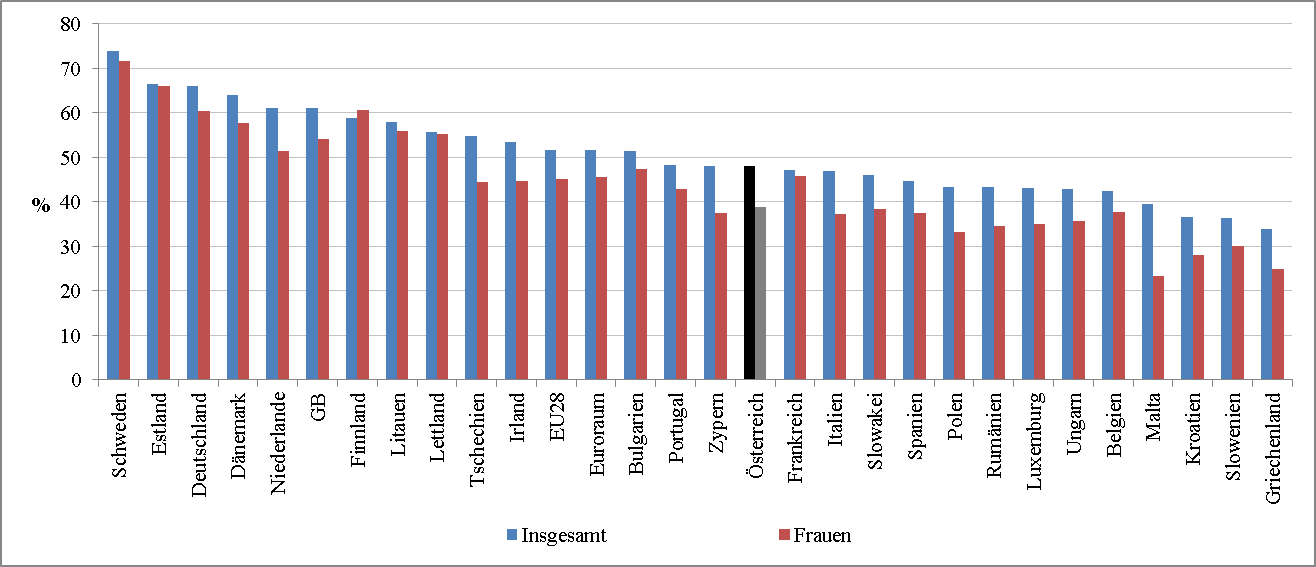 80
70
60
50
40
30
20
10
0
%
Schweden
Estland
Deutschland
Dänemark
Niederlande
GB
Finnland
Litauen
Lettland
Tschechien
Irland
EU28
Euroraum
Bulgarien
Portugal
Zypern
Österreich
Frankreich
Italien
Slowakei
Spanien
Polen
Rumänien
Luxemburg
Ungarn
Belgien
Malta
Kroatien
Slowenien
Griechenland
Insgesamt
Frauen